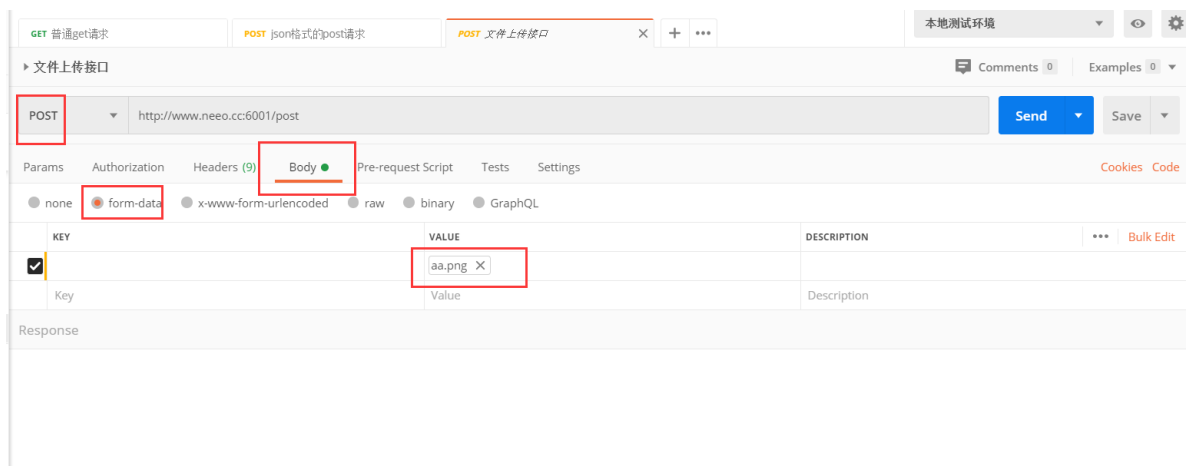 GET 普通get请求 POST json格式的post请求 POST 文件上传接口 本地测试环境
文件上传接口 Comments 0 Examples 0
POST http://www.neeo.cc:6001/post Send Save
Params Authorization Headers (9) Body Pre-request Script Tests Settings Cookies Code
none form-data x-www-form-urlencoded raw binary GraphQL
KEY VALUE DESCRIPTION Bulk Edit
aa.png
Key Value Description
Response